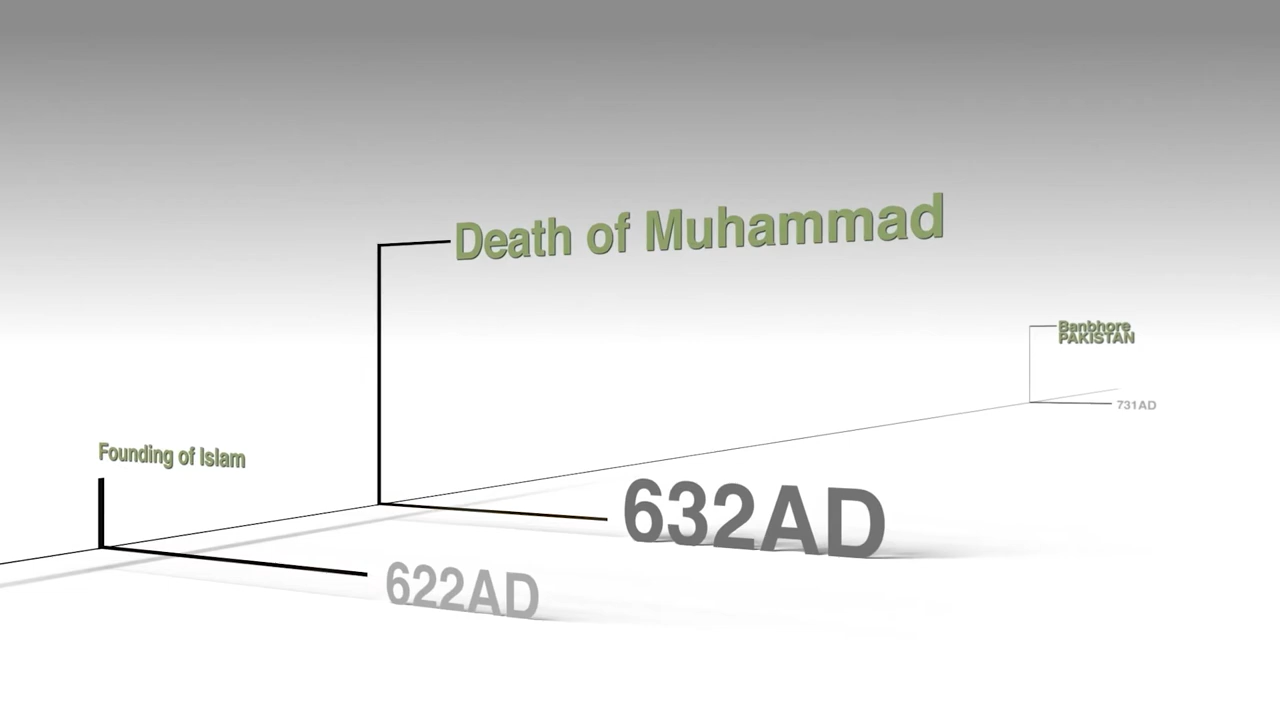 Founding of Islam
622AD
Death of Muhammad
632AD
Banbhore
PAKISTAN
731AD